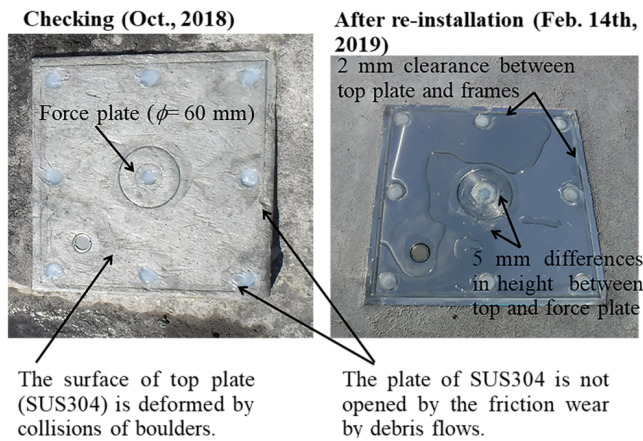 Checking (Oct., 2018)
After re-installation (Feb. 14th,
2019)
2 mm clearance between
top plate and frames
Force plate (ϕ= 60 mm)
5 mm differences
in height between
top and force plate
The surface of top plate
(SUS304) is deformed by
collisions of boulders.
The plate of SUS304 is not
opened by the friction wear
by debris flows.